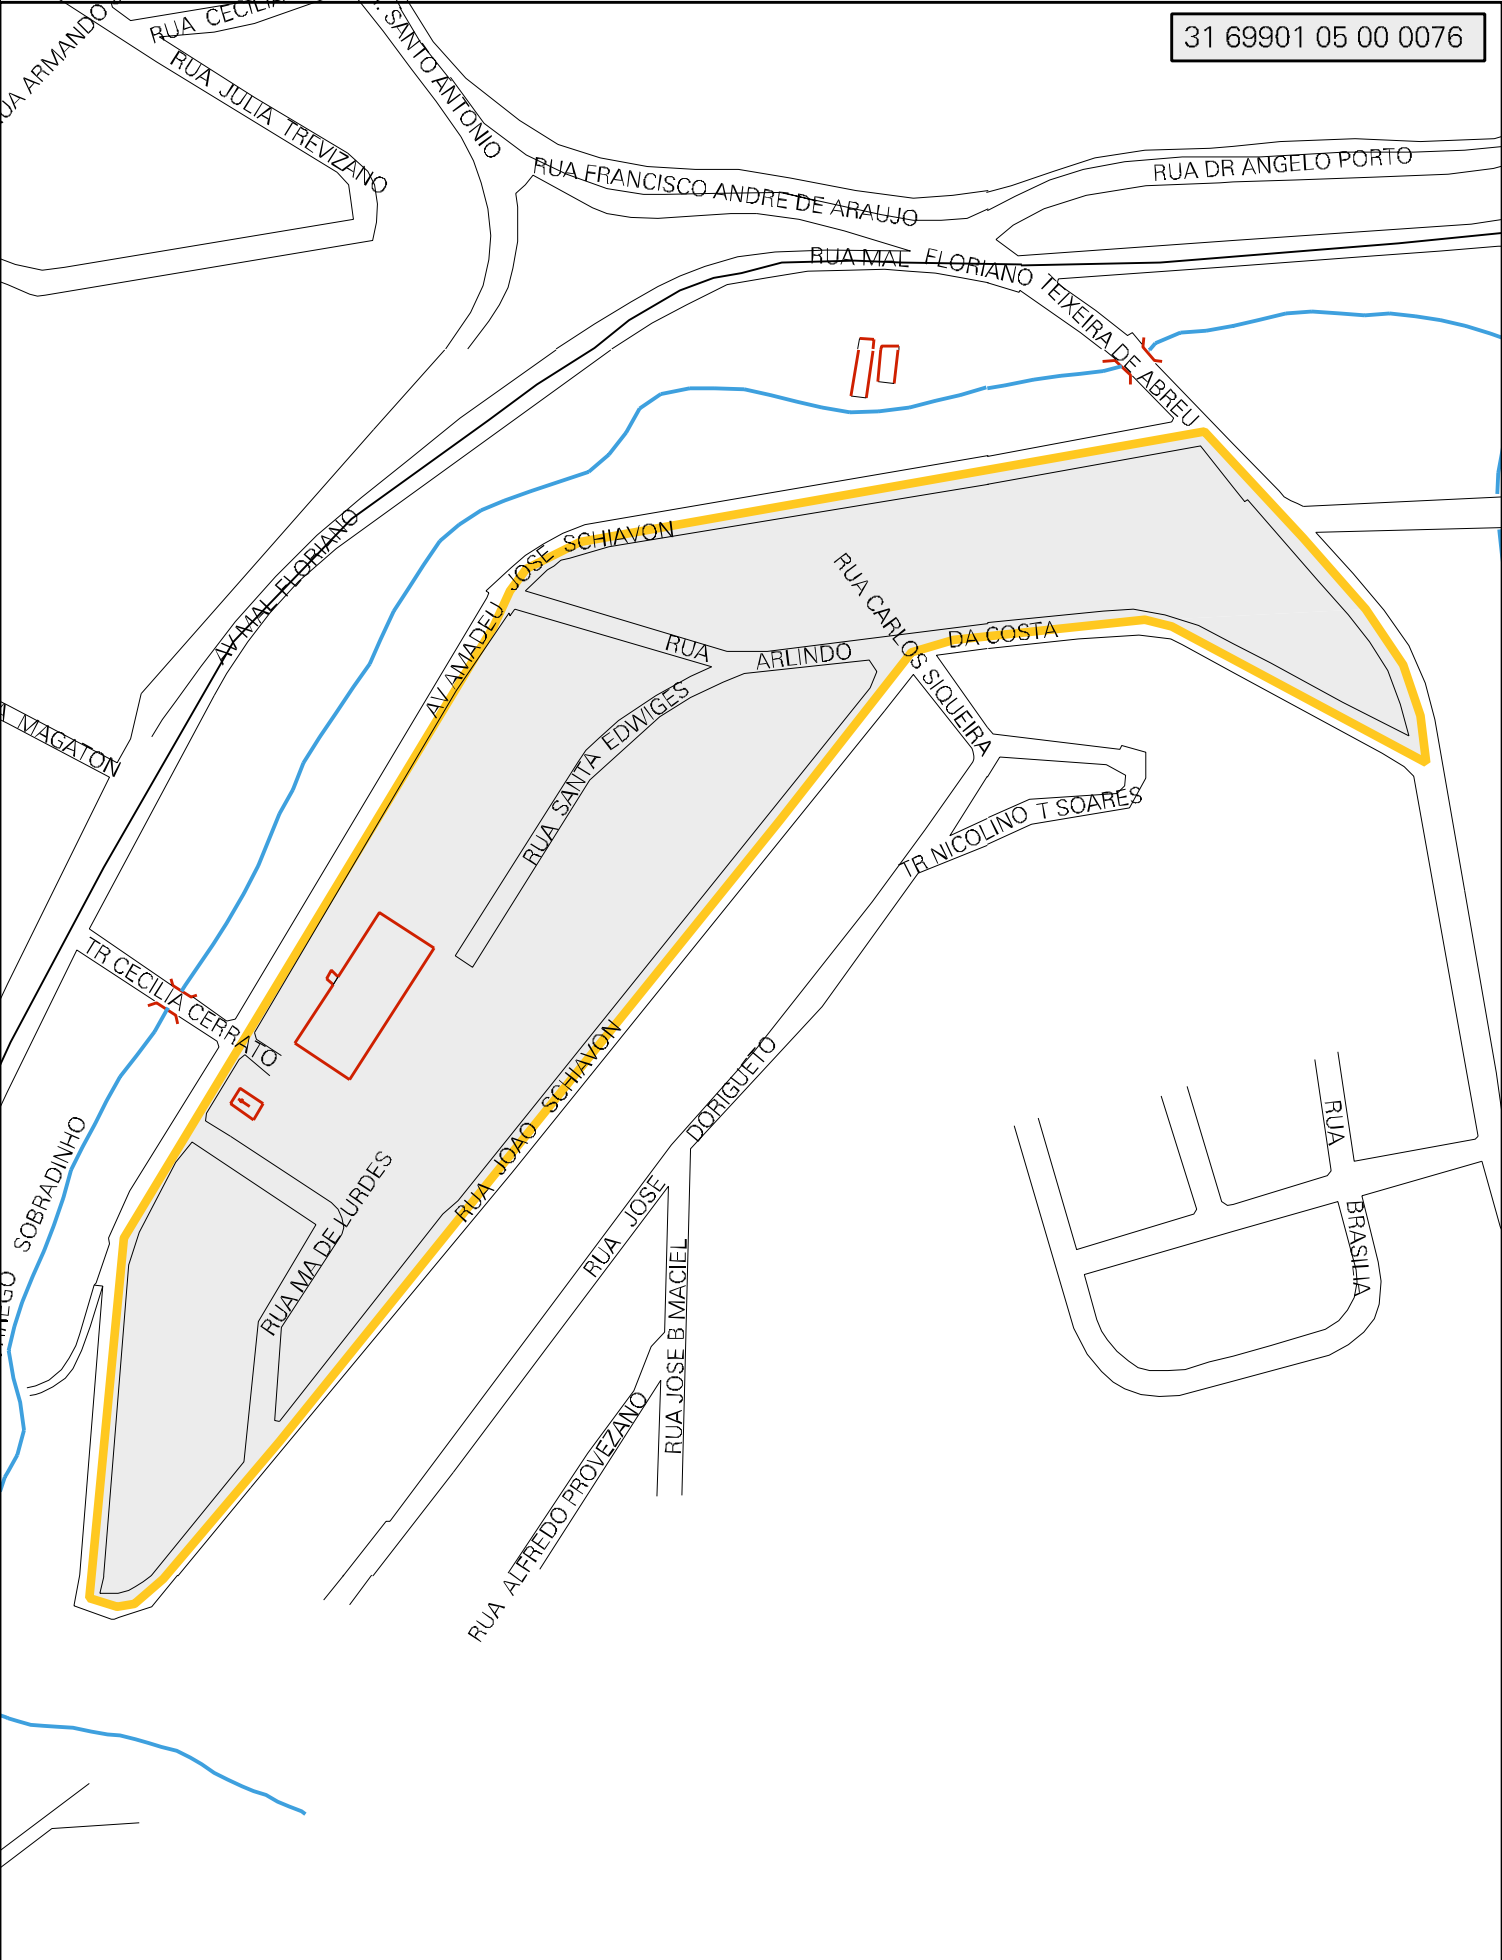 31 69901 05 00 0076
RUA ARMANDO
RUA CECILIA
RUA JULIA TREVIZANO
SANTO ANTONIO
RUA FRANCISCO ANDRE DE ARAUJO
RUA DR ANGELO PORTO
RUA MAL FLORIANO TEIXEIRA DE ABREU
AV MAL FLORIANO
AV AMADEU JOSE SCHIAVON
RUA ARLINDO DA COSTA
RUA CARLOS SIQUEIRA
RUA SANTA EDWIGES
MAGATON
TR NICOLINO T SOARES
TR CECILIA CERRATO
RUA JOAO SCHIAVON
RUA JOSE DORIGUETO
RUA MA DE LURDES
SOBRADINHO
RUA BRASILIA
RUA JOSE B MACIEL
RUA ALFREDO PROVEZANO